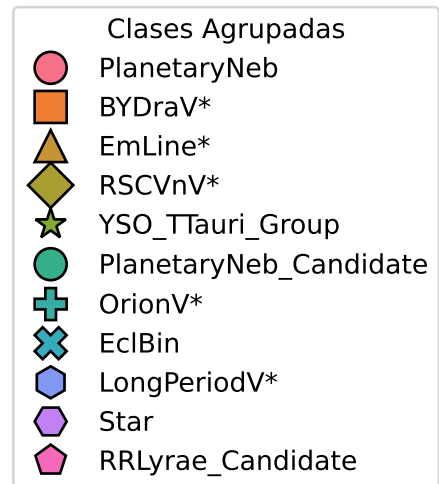 Clases Agrupadas
PlanetaryNeb
BYDraV*
EmLine*
RSCVnV*
YSO_TTauri_Group
PlanetaryNeb_Candidate
OrionV*
EclBin
LongPeriodV*
Star
RRLyrae_Candidate